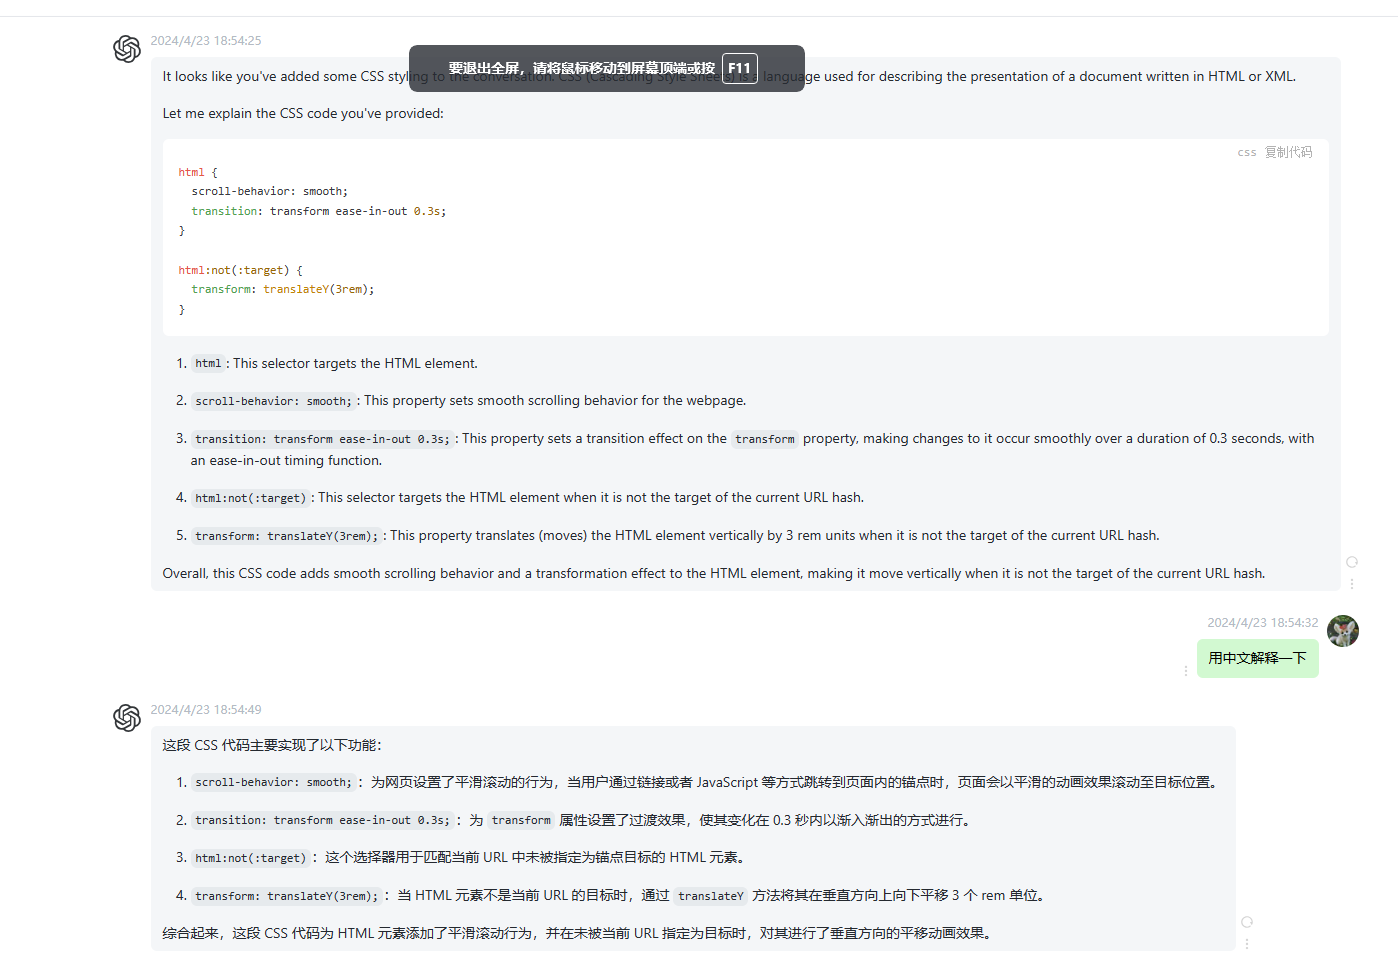 2024/4/23 18:54:25
要退出全屏，请将鼠标移动到屏幕顶端或按 F11
It looks like you've added some CSS styling to the conversation. CSS (Cascading Style Sheets) is a language used for describing the presentation of a document written in HTML or XML.
Let me explain the CSS code you've provided:
css 复制代码
html {
  scroll-behavior: smooth;
  transition: transform ease-in-out 0.3s;
}
html:not(:target) {
  transform: translateY(3rem);
}
1. html : This selector targets the HTML element.
2. scroll-behavior: smooth; : This property sets smooth scrolling behavior for the webpage.
3. transition: transform ease-in-out 0.3s; : This property sets a transition effect on the transform property, making changes to it occur smoothly over a duration of 0.3 seconds, with
an ease-in-out timing function.
4. html:not(:target) : This selector targets the HTML element when it is not the target of the current URL hash.
5. transform: translateY(3rem); : This property translates (moves) the HTML element vertically by 3 rem units when it is not the target of the current URL hash.
Overall, this CSS code adds smooth scrolling behavior and a transformation effect to the HTML element, making it move vertically when it is not the target of the current URL hash.
2024/4/23 18:54:32
用中文解释一下
2024/4/23 18:54:49
这段 CSS 代码主要实现了以下功能：
1. scroll-behavior: smooth; ：为网页设置了平滑滚动的行为，当用户通过链接或者 JavaScript 等方式跳转到页面内的锚点时，页面会以平滑的动画效果滚动至目标位置。
2. transition: transform ease-in-out 0.3s; ：为 transform 属性设置了过渡效果，使其变化在 0.3 秒内以渐入渐出的方式进行。
3. html:not(:target) ：这个选择器用于匹配当前 URL 中未被指定为锚点目标的 HTML 元素。
4. transform: translateY(3rem); ：当 HTML 元素不是当前 URL 的目标时，通过 translateY 方法将其在垂直方向上向下平移 3 个 rem 单位。
综合起来，这段 CSS 代码为 HTML 元素添加了平滑滚动行为，并在未被当前 URL 指定为目标时，对其进行了垂直方向的平移动画效果。